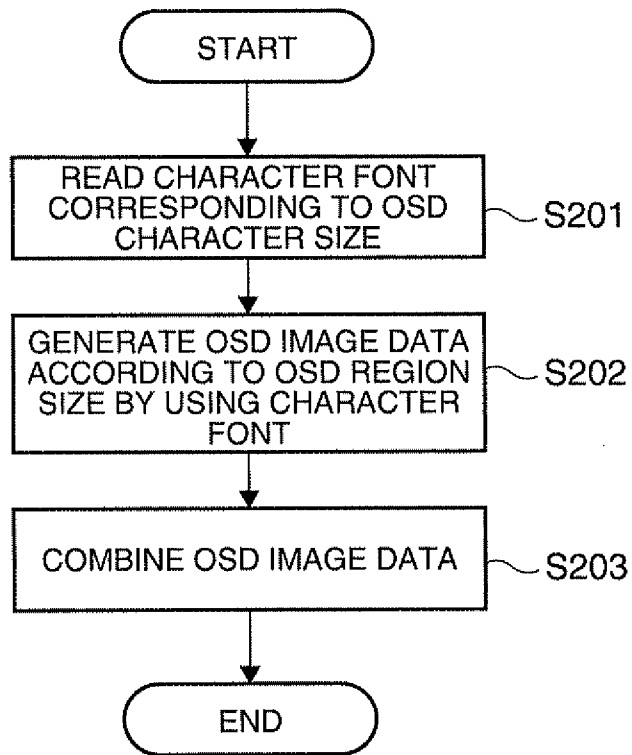 START
READ CHARACTER FONT
CORRESPONDING TO OSD
CHARACTER SIZE
S201
GENERATE OSD IMAGE DATA
ACCORDING TO OSD REGION
SIZE BY USING CHARACTER
FONT
S202
COMBINE OSD IMAGE DATA
S203
END